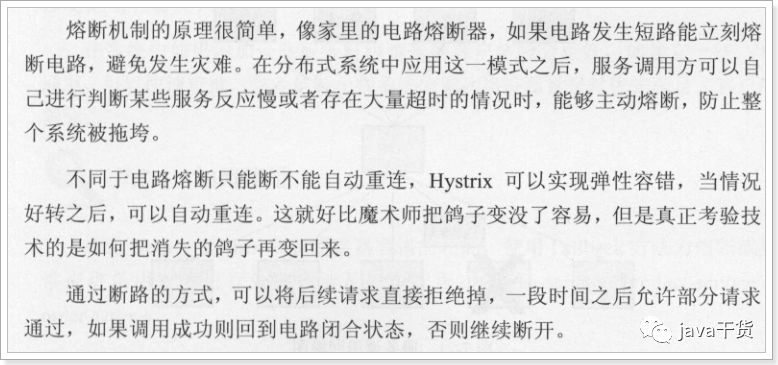 熔断机制的原理很简单，像家里的电路熔断器，如果电路发生短路能立刻熔
断电路，避免发生灾难。在分布式系统中应用这一模式之后，服务调用方可以自
己进行判断某些服务反应慢或者存在大量超时的情况时，能够主动熔断，防止整
个系统被拖垮。
不同于电路熔断只能断不能自动重连，Hystrix 可以实现弹性容错，当情况
好转之后，可以自动重连。这就好比魔术师把鸽子变没了容易，但是真正考验技
术的是如何把消失的鸽子再变回来。
通过断路的方式，可以将后续请求直接拒绝掉，一段时间之后允许部分请求
通过，如果调用成功则回到电路闭合状态，否则继续断开。
java干货